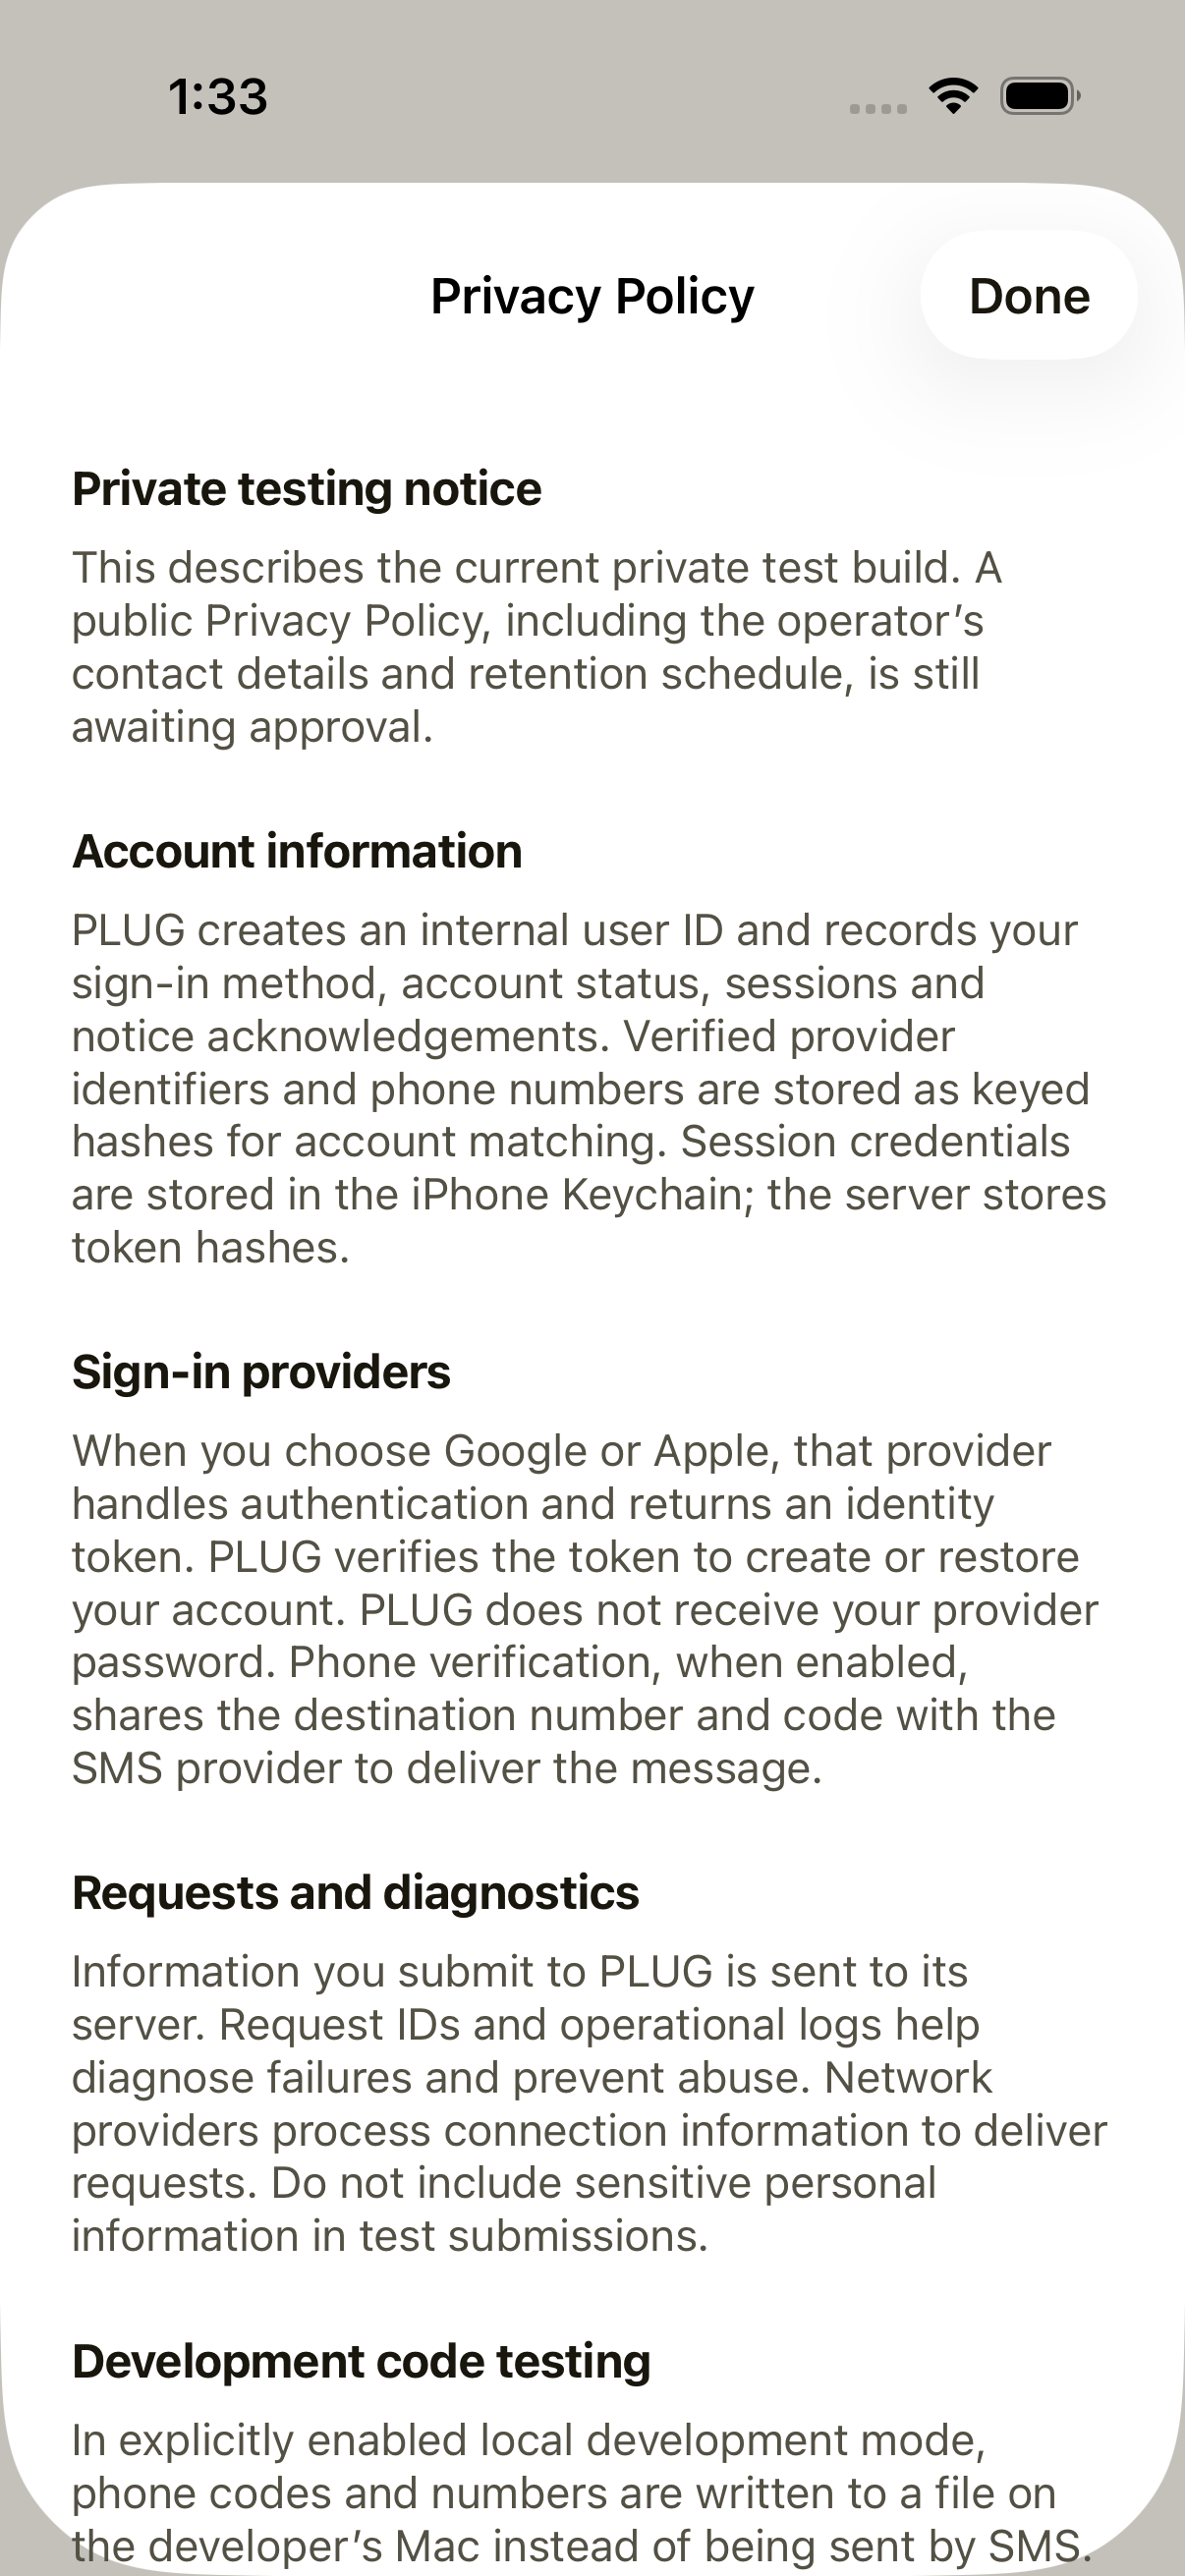 1:33
Privacy Policy
Done
Private testing notice
This describes the current private test build. A
public Privacy Policy, including the operator’s
contact details and retention schedule, is still
awaiting approval.
Account information
PLUG creates an internal user ID and records your
sign-in method, account status, sessions and
notice acknowledgements. Verified provider
identifiers and phone numbers are stored as keyed
hashes for account matching. Session credentials
are stored in the iPhone Keychain; the server stores
token hashes.
Sign-in providers
When you choose Google or Apple, that provider
handles authentication and returns an identity
token. PLUG verifies the token to create or restore
your account. PLUG does not receive your provider
password. Phone verification, when enabled,
shares the destination number and code with the
SMS provider to deliver the message.
Requests and diagnostics
Information you submit to PLUG is sent to its
server. Request IDs and operational logs help
diagnose failures and prevent abuse. Network
providers process connection information to deliver
requests. Do not include sensitive personal
information in test submissions.
Development code testing
In explicitly enabled local development mode,
phone codes and numbers are written to a file on
the developer’s Mac instead of being sent by SMS.